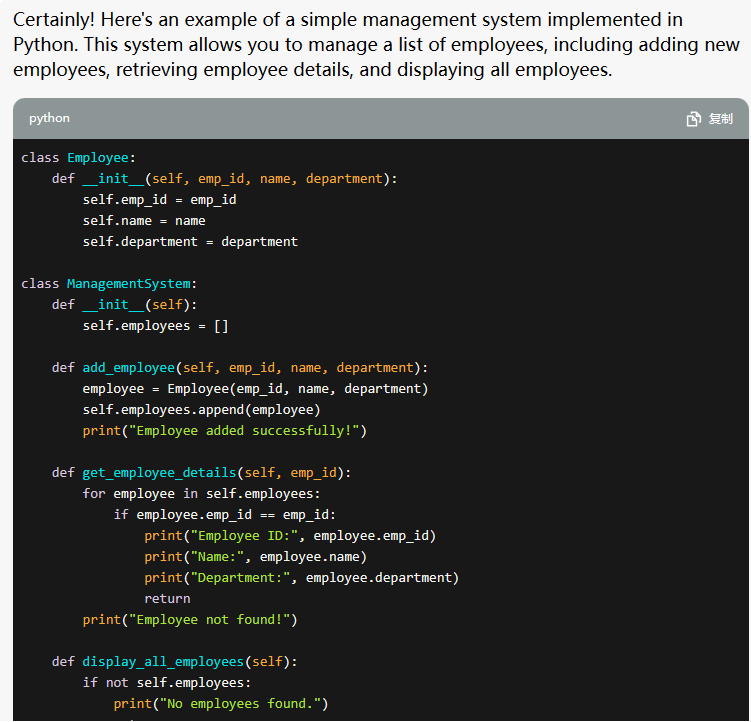 Certainly! Here's an example of a simple management system implemented in
Python. This system allows you to manage a list of employees, including adding new
employees, retrieving employee details, and displaying all employees.
python 复制
class Employee:
    def __init__(self, emp_id, name, department):
        self.emp_id = emp_id
        self.name = name
        self.department = department

class ManagementSystem:
    def __init__(self):
        self.employees = []

    def add_employee(self, emp_id, name, department):
        employee = Employee(emp_id, name, department)
        self.employees.append(employee)
        print("Employee added successfully!")

    def get_employee_details(self, emp_id):
        for employee in self.employees:
            if employee.emp_id == emp_id:
                print("Employee ID:", employee.emp_id)
                print("Name:", employee.name)
                print("Department:", employee.department)
                return
        print("Employee not found!")

    def display_all_employees(self):
        if not self.employees:
            print("No employees found.")